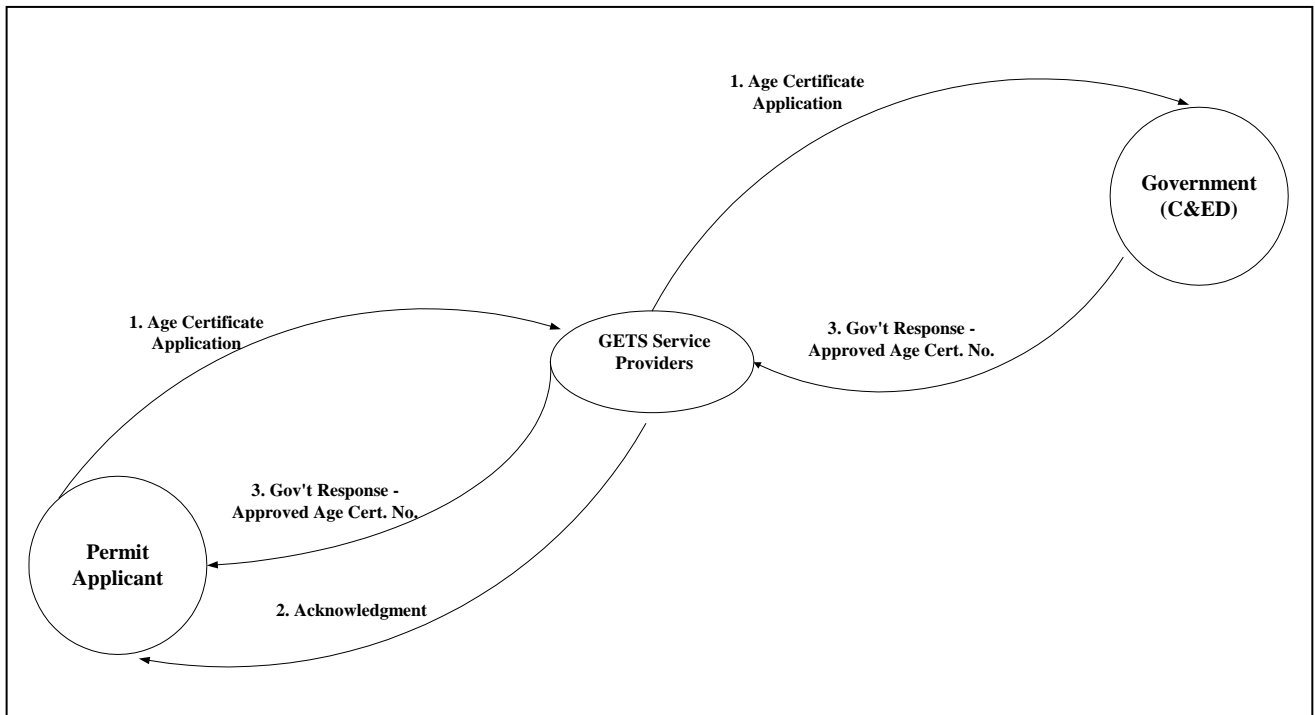 1. Age Certificate
Application
Government
(C&ED)
1. Age Certificate
Application
GETS Service
Providers
3. Gov't Response -
Approved Age Cert. No.
3. Gov't Response -
Approved Age Cert. No.
Permit
Applicant
2. Acknowledgment